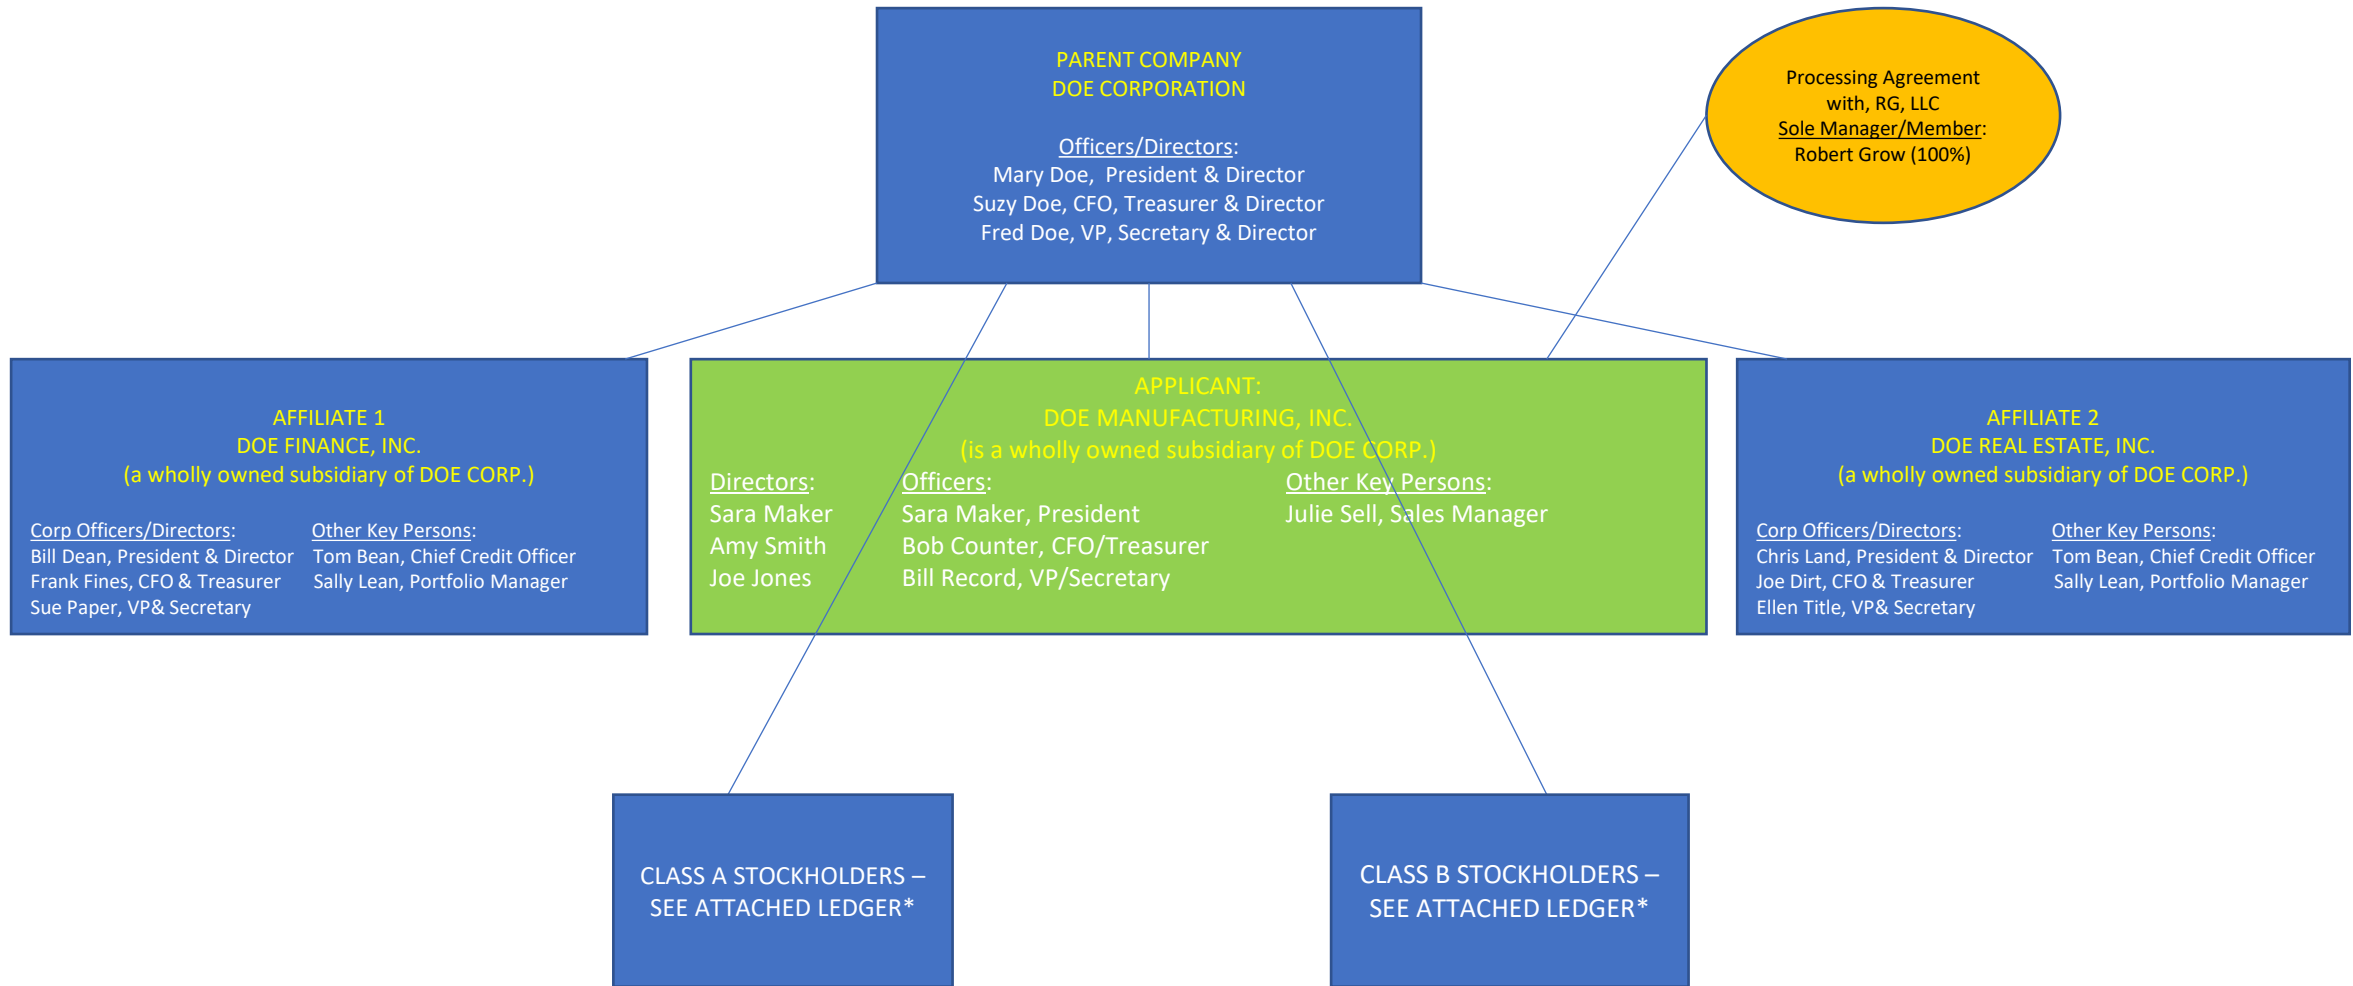 PARENT COMPANY
DOE CORPORATION
Officers/Directors:
Mary Doe,  President & Director
Suzy Doe, CFO, Treasurer & Director
Fred Doe, VP, Secretary & Director
Processing Agreement
with, RG, LLC
Sole Manager/Member:
Robert Grow (100%)
AFFILIATE 1
DOE FINANCE, INC.
(a wholly owned subsidiary of DOE CORP.)
Corp Officers/Directors:
Bill Dean, President & Director
Frank Fines, CFO & Treasurer
Sue Paper, VP& Secretary
Other Key Persons:
Tom Bean, Chief Credit Officer
Sally Lean, Portfolio Manager
APPLICANT:
DOE MANUFACTURING, INC.
(is a wholly owned subsidiary of DOE CORP.)
Directors:
Sara Maker
Amy Smith
Joe Jones
Officers:
Sara Maker, President
Bob Counter, CFO/Treasurer
Bill Record, VP/Secretary
Other Key Persons:
Julie Sell, Sales Manager
AFFILIATE 2
DOE REAL ESTATE, INC.
(a wholly owned subsidiary of DOE CORP.)
Corp Officers/Directors:
Chris Land, President & Director
Joe Dirt, CFO & Treasurer
Ellen Title, VP& Secretary
Other Key Persons:
Tom Bean, Chief Credit Officer
Sally Lean, Portfolio Manager
CLASS A STOCKHOLDERS –
SEE ATTACHED LEDGER*
CLASS B STOCKHOLDERS –
SEE ATTACHED LEDGER*